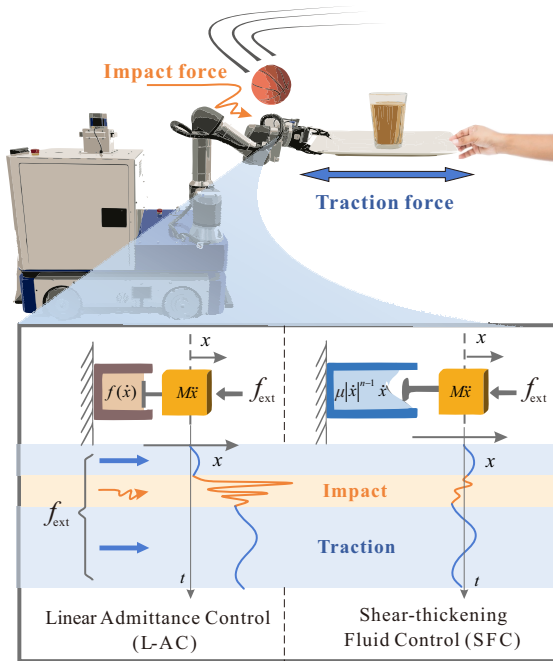 Impact force
Traction force
x
x
f(ẋ)
Mẍ
f_ext
μ|ẋ|^{n-1} ẋ
Mẍ
f_ext
x
x
f_ext
Impact
Traction
t
t
Linear Admittance Control
(L-AC)
Shear-thickening
Fluid Control (SFC)